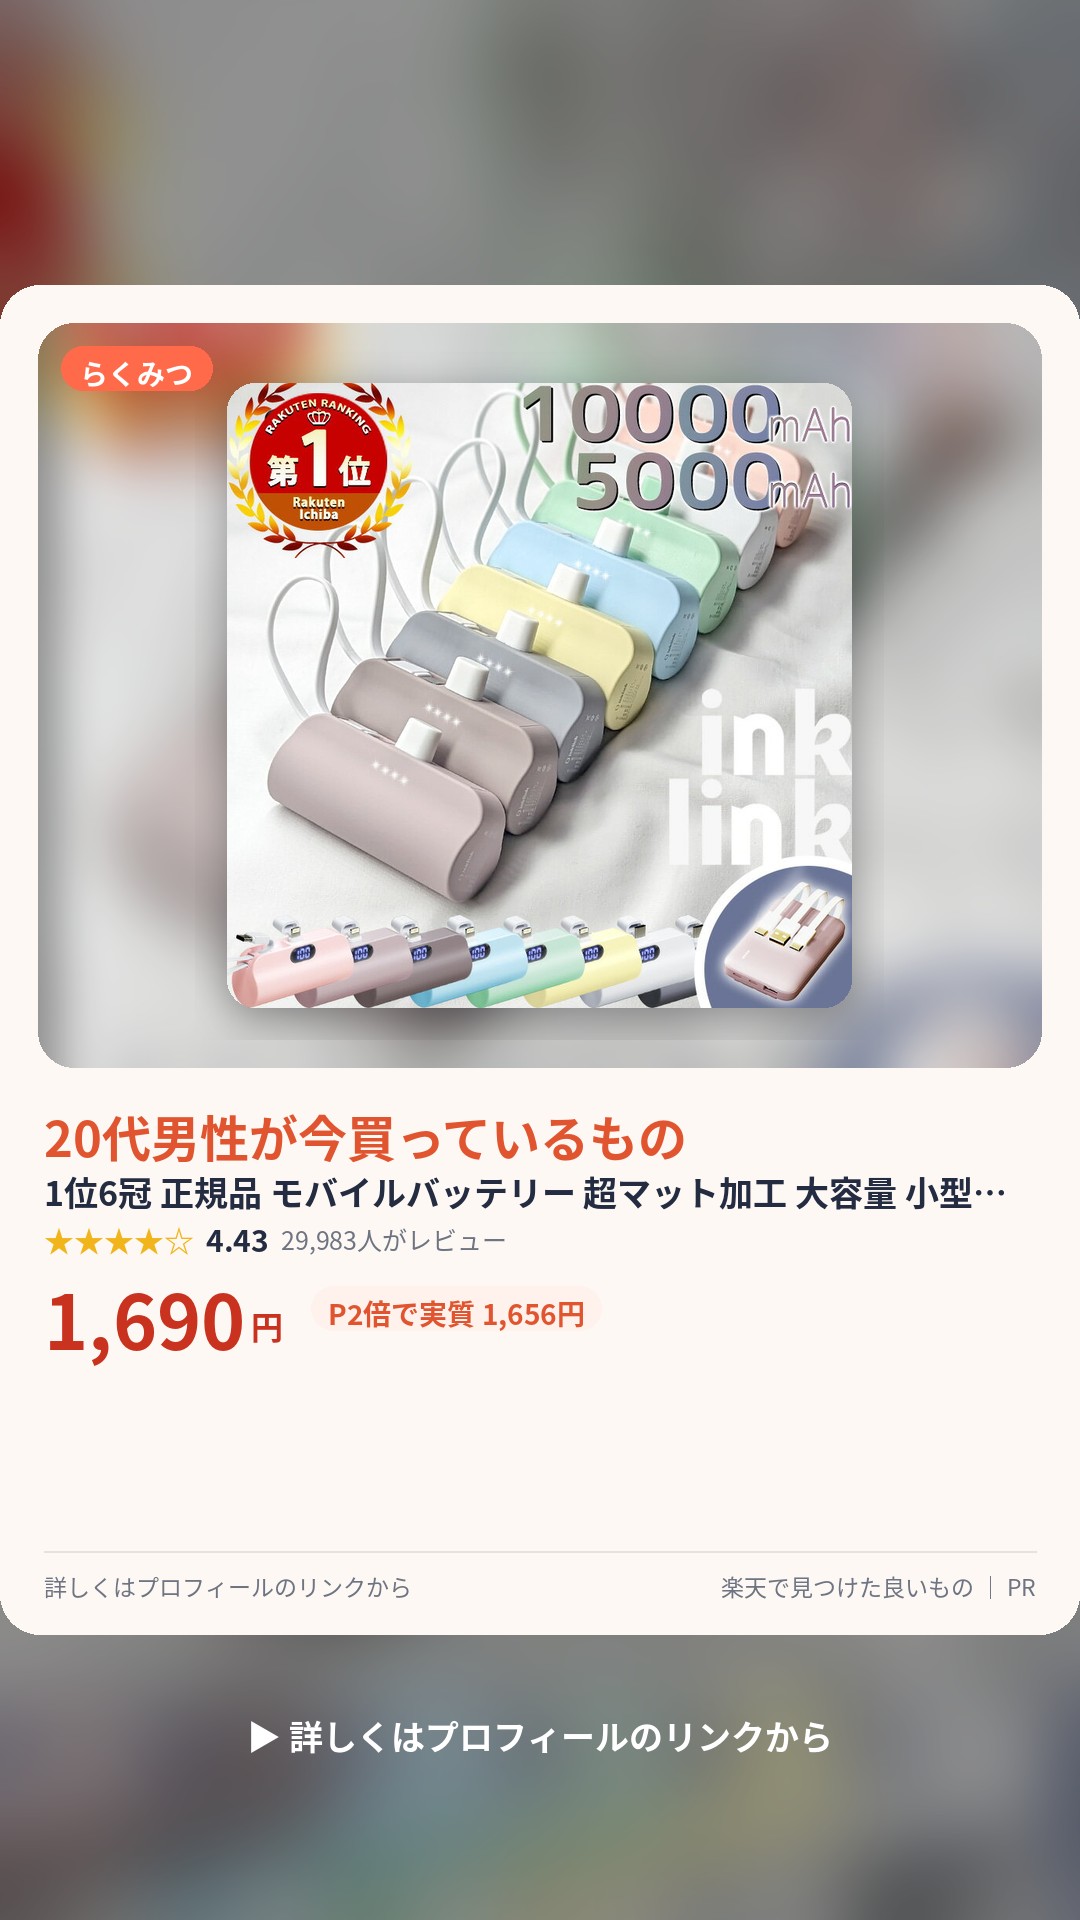 らくみつ
RAKUTEN RANKING
第1位
Rakuten
Ichiba
10000mAh
5000mAh
ink
link
20代男性が今買っているもの
1位6冠 正規品 モバイルバッテリー 超マット加工 大容量 小型…
★★★★☆ 4.43 29,983人がレビュー
1,690円 P2倍で実質 1,656円
詳しくはプロフィールのリンクから
楽天で見つけた良いもの｜PR
▶ 詳しくはプロフィールのリンクから